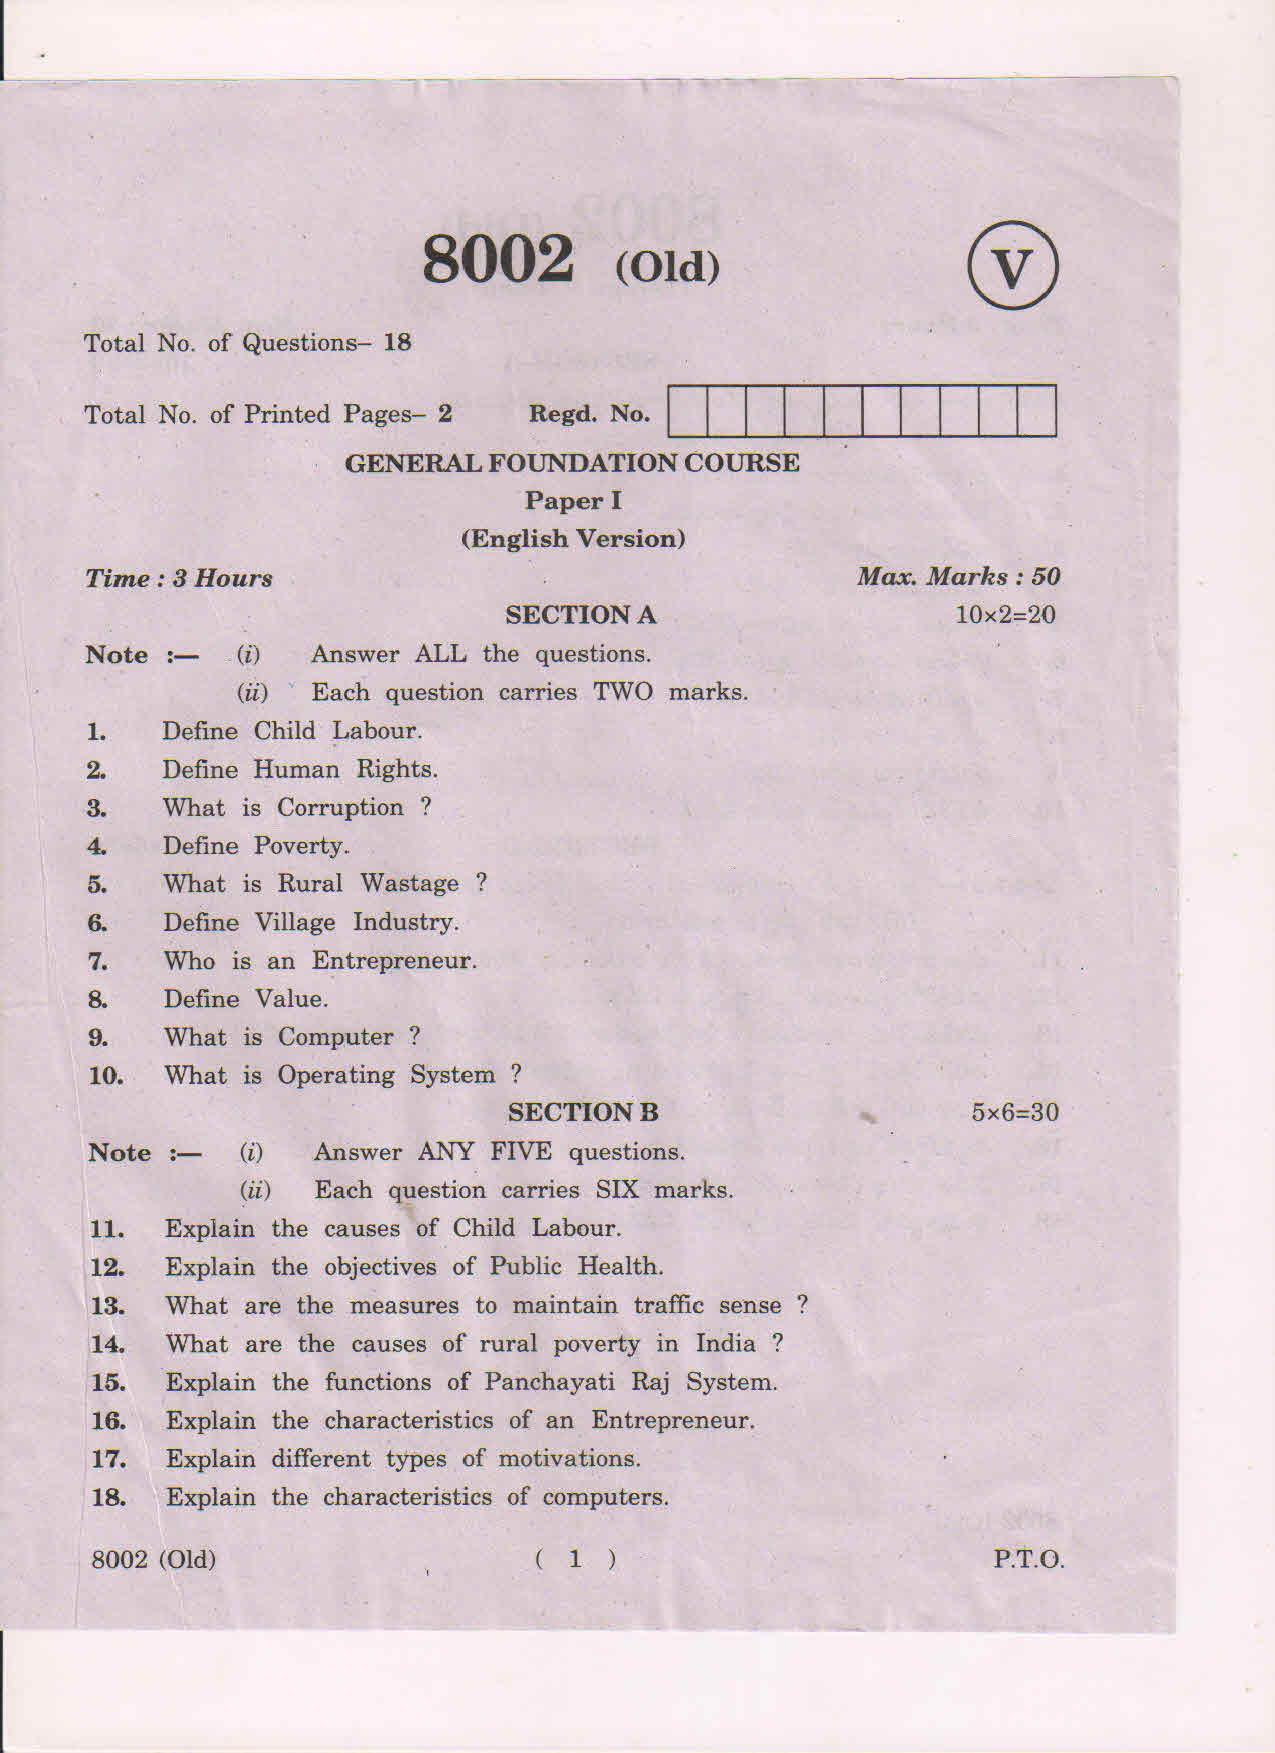 8002 (Old) V
Total No. of Questions– 18
Total No. of Printed Pages– 2 Regd. No.
GENERAL FOUNDATION COURSE
Paper I
(English Version)
Time : 3 Hours Max. Marks : 50
SECTION A 10×2=20
Note :— (i) Answer ALL the questions.
(ii) Each question carries TWO marks.
1. Define Child Labour.
2. Define Human Rights.
3. What is Corruption ?
4. Define Poverty.
5. What is Rural Wastage ?
6. Define Village Industry.
7. Who is an Entrepreneur.
8. Define Value.
9. What is Computer ?
10. What is Operating System ?
SECTION B 5×6=30
Note :— (i) Answer ANY FIVE questions.
(ii) Each question carries SIX marks.
11. Explain the causes of Child Labour.
12. Explain the objectives of Public Health.
13. What are the measures to maintain traffic sense ?
14. What are the causes of rural poverty in India ?
15. Explain the functions of Panchayati Raj System.
16. Explain the characteristics of an Entrepreneur.
17. Explain different types of motivations.
18. Explain the characteristics of computers.
8002 (Old) ( 1 ) P.T.O.